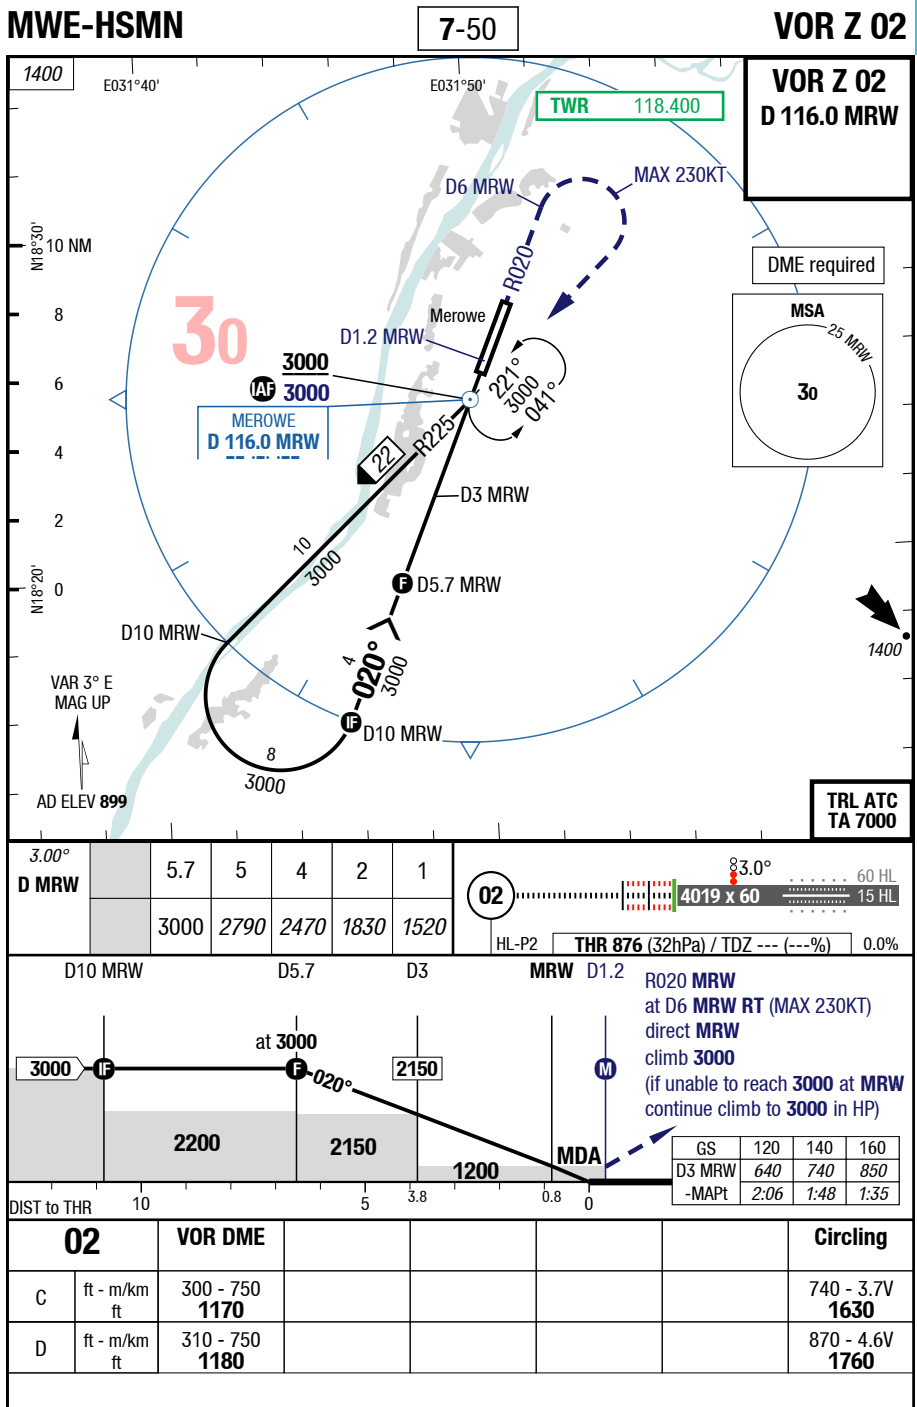 MWE-HSMN
7-50
VOR Z 02
1400
E031°40'
E031°50'
TWR 118.400
VOR Z 02
D 116.0 MRW
D6 MRW
MAX 230KT
N18°30'
10 NM
R020
DME required
30
8
Merowe
MSA
25 MRW
30
D1.2 MRW
3000
IAF 3000
6
221°
3000
041°
MEROWE
D 116.0 MRW
4
22
R225
D3 MRW
2
10
3000
N18°20'
0
F D5.7 MRW
D10 MRW
1400
4
020°
3000
VAR 3° E
MAG UP
IF D10 MRW
8
3000
AD ELEV 899
TRL ATC
TA 7000
3.00°
D MRW
5.7 5 4 2 1
3000 2790 2470 1830 1520
3.0°
60 HL
02
4019 x 60
15 HL
HL-P2
THR 876 (32hPa) / TDZ --- (---%)
0.0%
D10 MRW D5.7 D3 MRW D1.2
R020 MRW
at D6 MRW RT (MAX 230KT)
direct MRW
climb 3000
(if unable to reach 3000 at MRW
continue climb to 3000 in HP)
at 3000
3000 IF F 020° 2150 M
2200
2150
1200
MDA
GS 120 140 160
D3 MRW 640 740 850
-MAPt 2:06 1:48 1:35
DIST to THR 10 5 3.8 0.8 0
02 VOR DME Circling
C ft - m/km 300 - 750 740 - 3.7V
ft 1170 1630
D ft - m/km 310 - 750 870 - 4.6V
ft 1180 1760